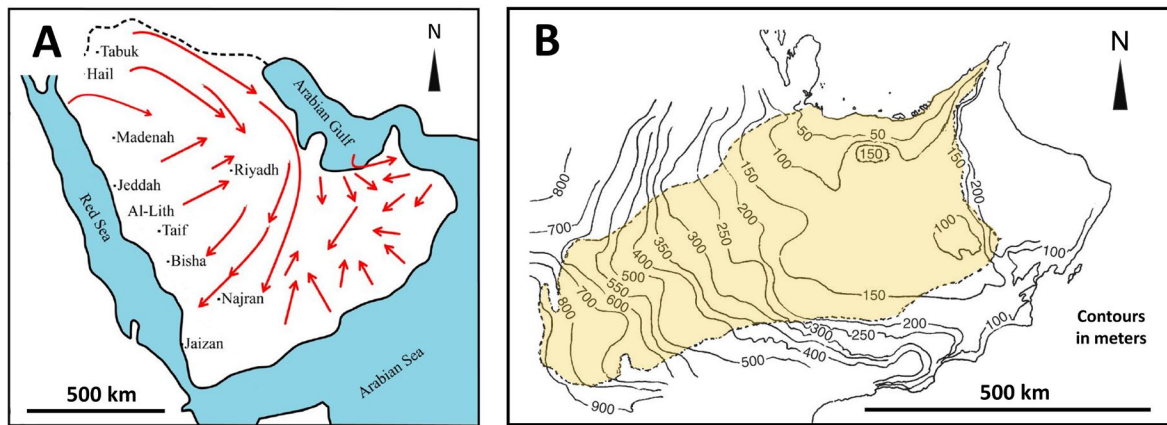 A
N
·Tabuk
Hail
Arabian Gulf
·Madenah
·Riyadh
·Jeddah
Al-Lith
·Taif
Red Sea
·Bisha
·Najran
Jaizan
Arabian Sea
500 km
B
N
50
50
150
100
150
150
200
800
700
200
250
300
350
400
500
550
600
700
800
100
100
150
200
250
300
400
500
100
900
Contours
in meters
500 km